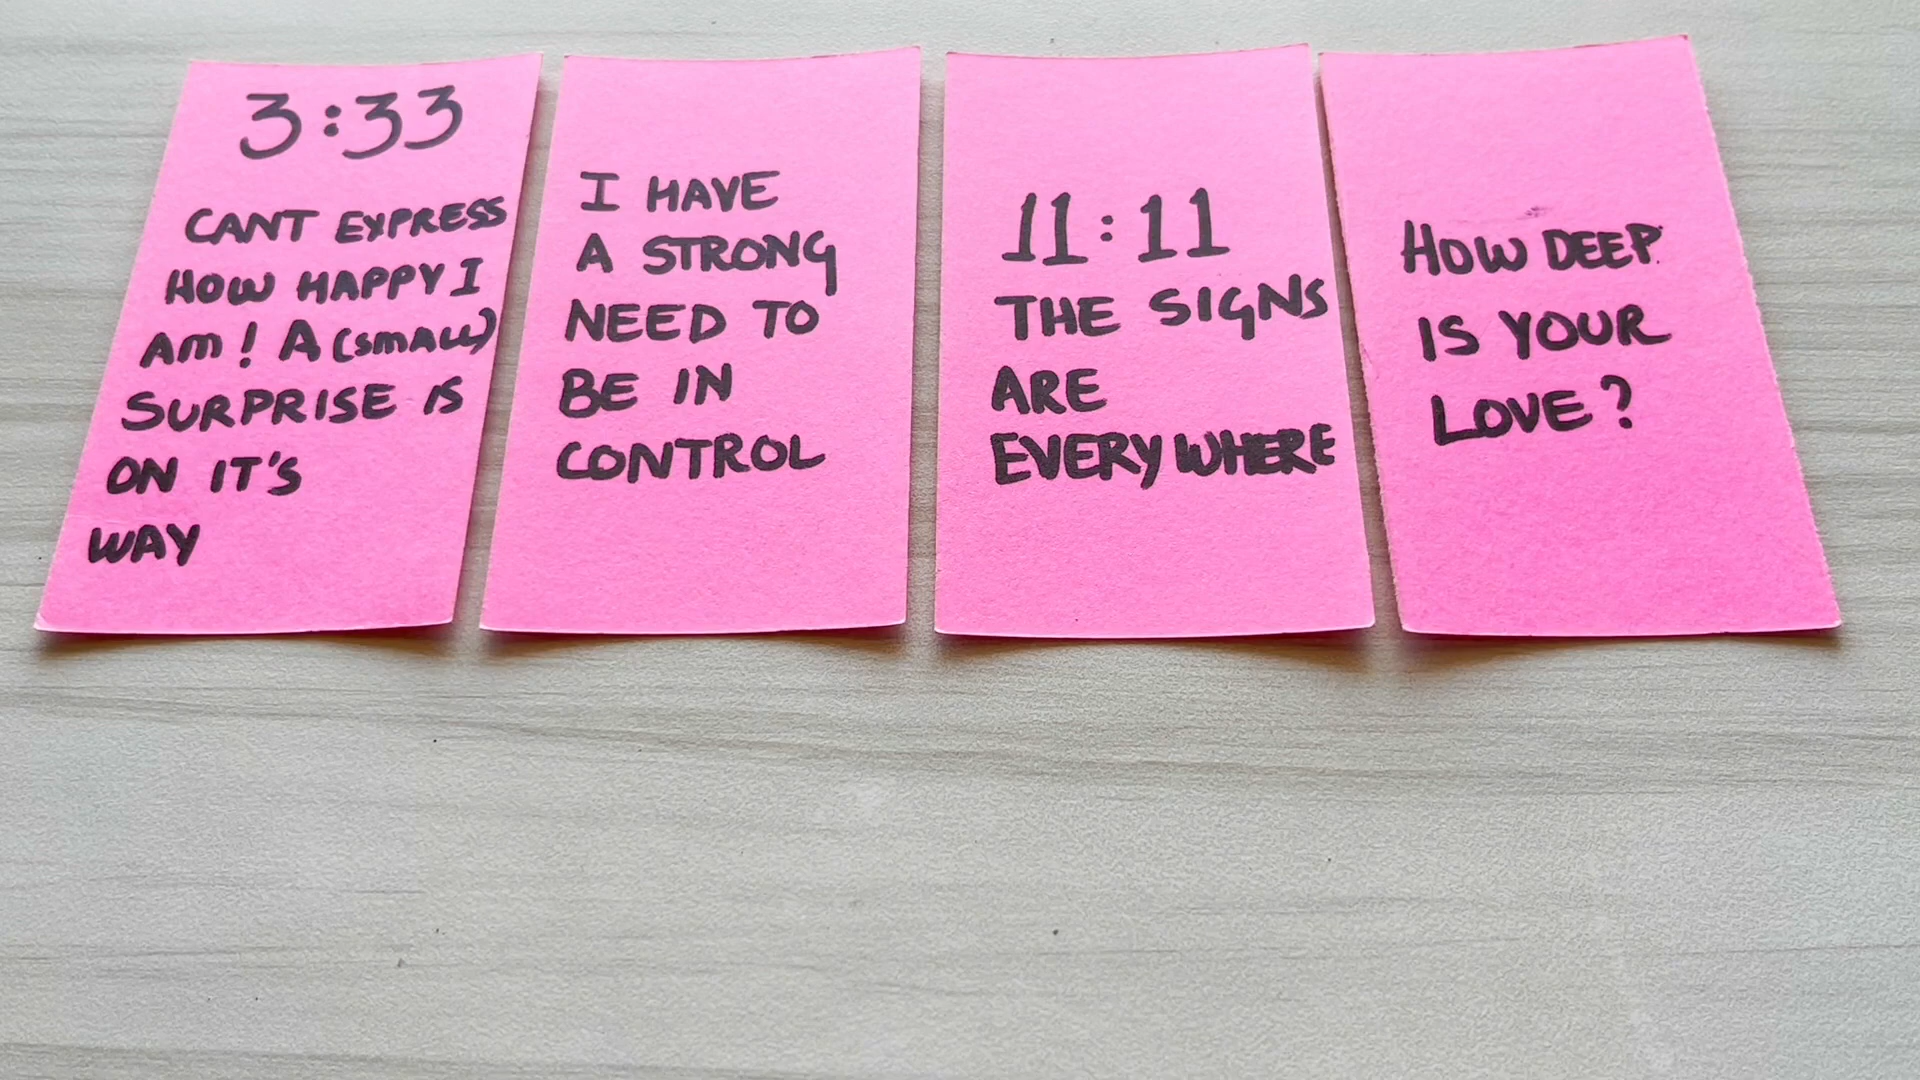 3:33
CANT EXPRESS
HOW HAPPY I
AM! A (SMALL)
SURPRISE IS
ON IT'S
WAY
I HAVE
A STRONG
NEED TO
BE IN
CONTROL
11:11
THE SIGNS
ARE
EVERYWHERE
HOW DEEP
IS YOUR
LOVE?